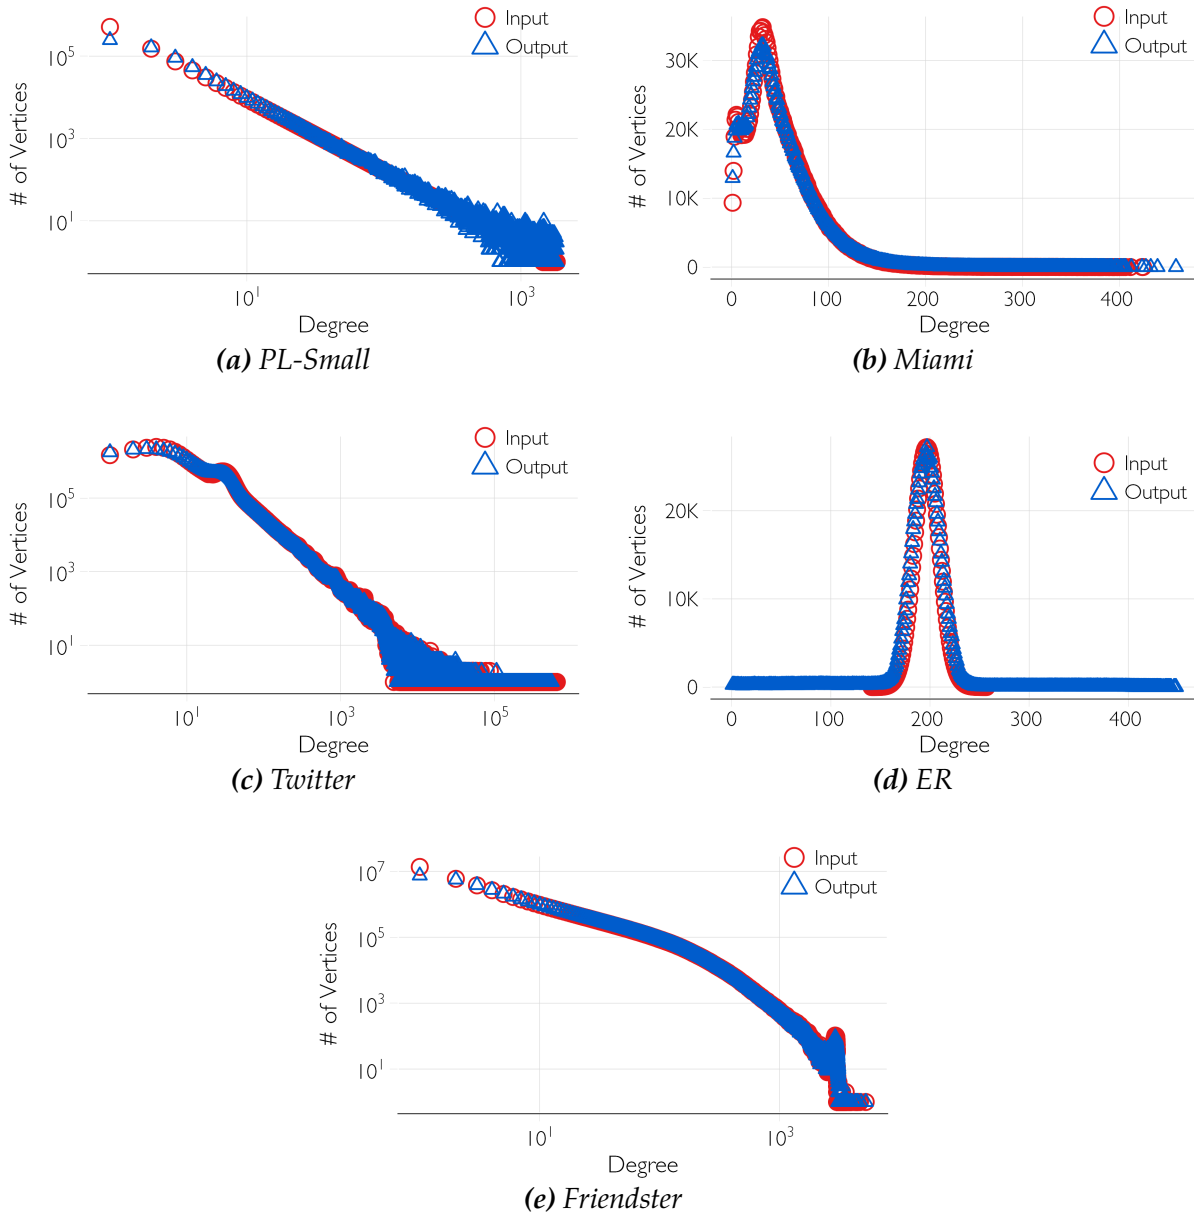 Input
Output
# of Vertices
10^5
10^3
10^1
10^1
10^3
Degree
(a) PL-Small
Input
Output
# of Vertices
30K
20K
10K
0
0
100
200
300
400
Degree
(b) Miami
Input
Output
# of Vertices
10^5
10^3
10^1
10^1
10^3
10^5
Degree
(c) Twitter
Input
Output
# of Vertices
20K
10K
0
0
100
200
300
400
Degree
(d) ER
Input
Output
# of Vertices
10^7
10^5
10^3
10^1
10^1
10^3
Degree
(e) Friendster